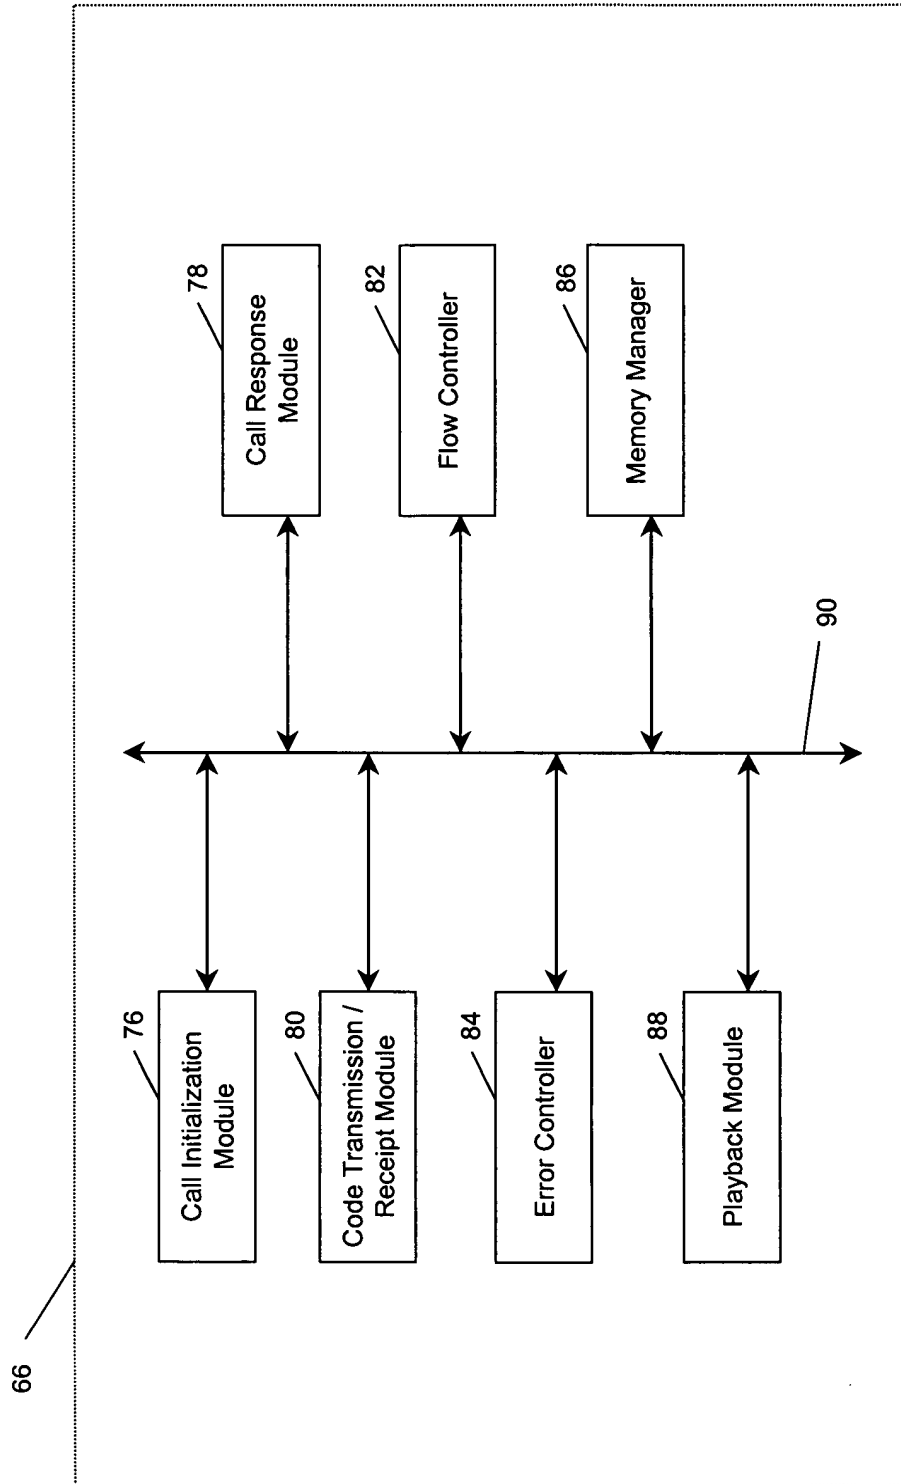 66
76
Call Initialization
Module
78
Call Response
Module
80
Code Transmission /
Receipt Module
82
Flow Controller
84
Error Controller
86
Memory Manager
88
Playback Module
90